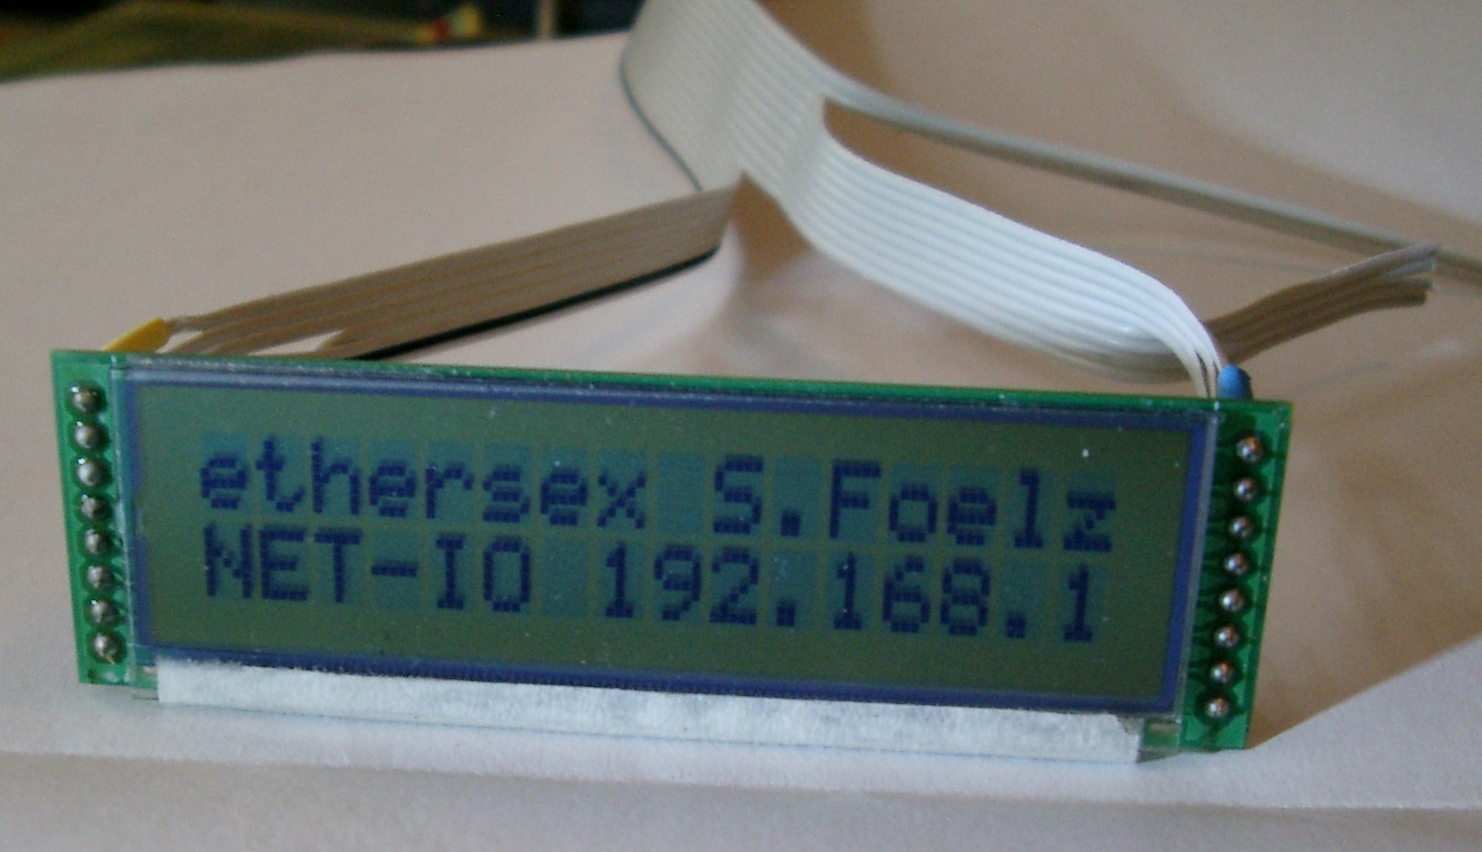 ethersex S.Foelz
NET-IO 192.168.1